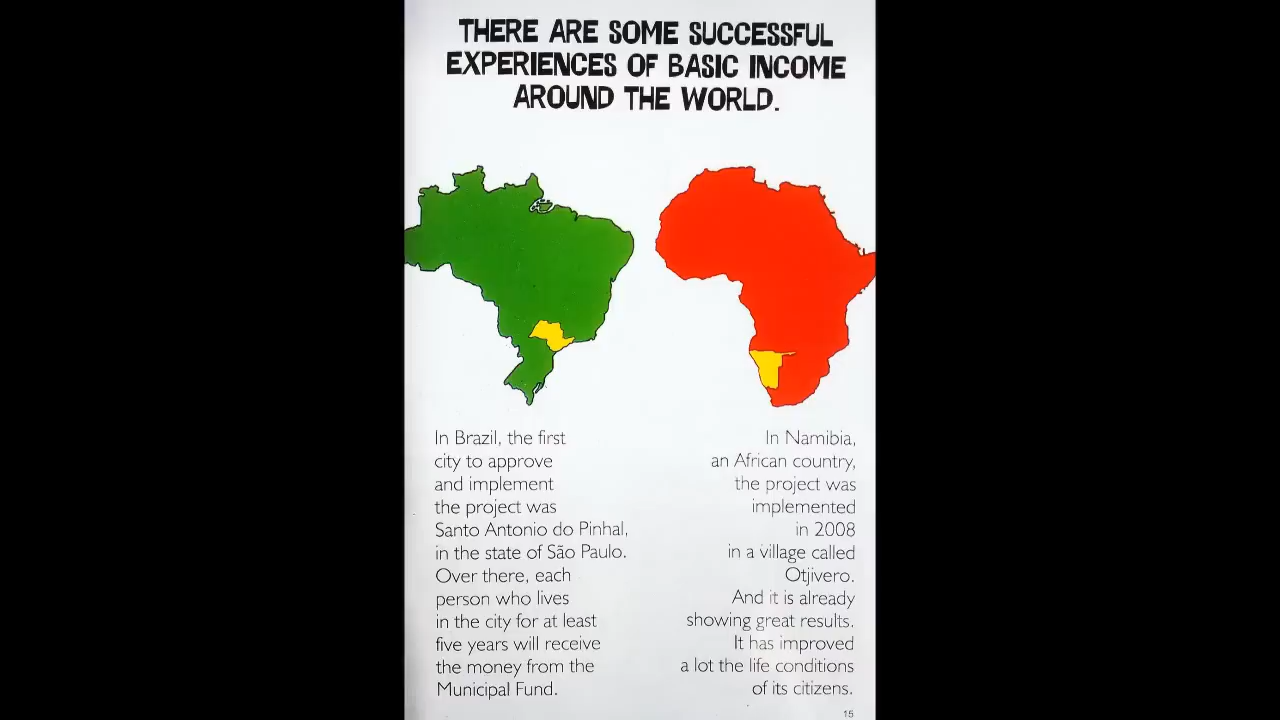 THERE ARE SOME SUCCESSFUL
EXPERIENCES OF BASIC INCOME
AROUND THE WORLD.
In Brazil, the first
city to approve
and implement
the project was
Santo Antonio do Pinhal,
in the state of São Paulo.
Over there, each
person who lives
in the city for at least
five years will receive
the money from the
Municipal Fund.
In Namibia,
an African country,
the project was
implemented
in 2008
in a village called
Otjivero.
And it is already
showing great results.
It has improved
a lot the life conditions
of its citizens.
15